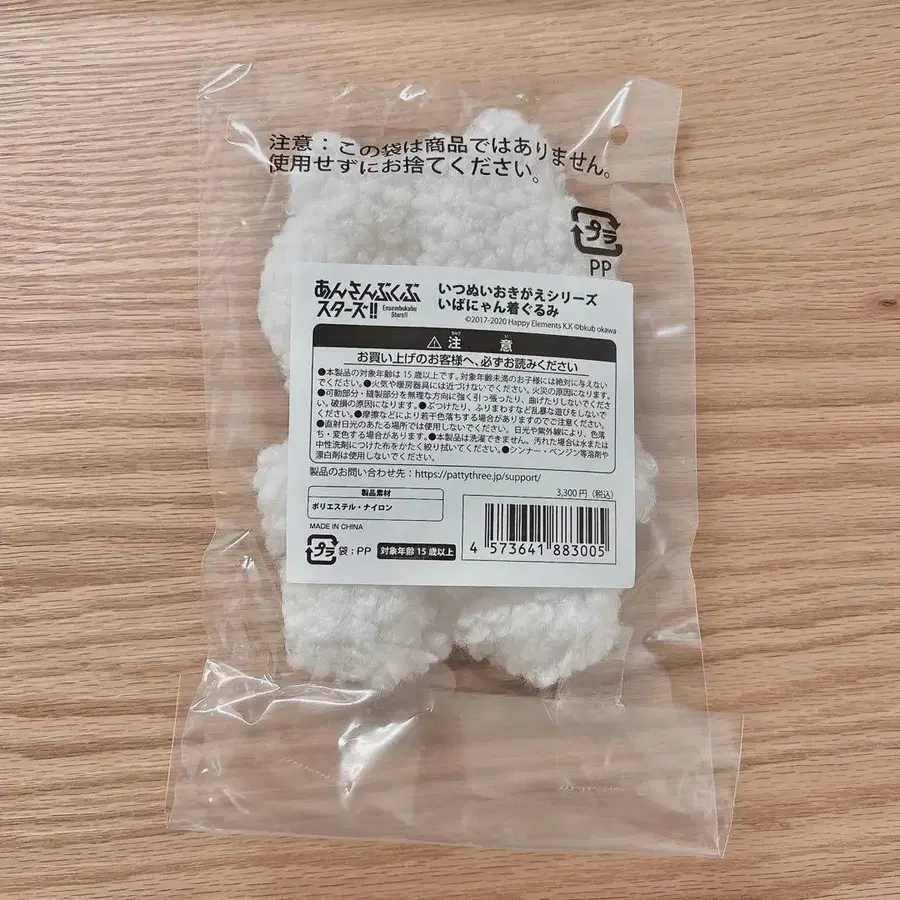 注意：この袋は商品ではありません。
使用せずにお捨てください。
プラ
PP
あんさんぶくぶ
スターズ!!
Ensembukubu
Stars!!
いつぬいおきがえシリーズ
いばにゃん着ぐるみ
©2017-2020 Happy Elements K.K ©bkub okawa
ちゅう い
⚠注 意
お買い上げのお客様へ、必ずお読みください
●本製品の対象年齢は15歳以上です。対象年齢未満のお子様には絶対に与えない
でください。●火気や暖房器具には近づけないでください。火災の原因になります。
●可動部分・縫製部分を無理な方向に強く引っ張ったり、曲げたりしないでくださ
い。破損の原因になります。●ぶつけたり、ふりまわすなど乱暴な遊びをしないで
ください。●摩擦などにより若干色落ちする場合がありますのでご注意ください。
●直射日光のあたる場所では使用しないでください。日光や紫外線により、色落
ち・変色する場合があります。●本製品は洗濯できません。汚れた場合は水または
中性洗剤につけた布をかたく絞り拭いてください。●シンナー・ベンジン等溶剤や
漂白剤は使用しないでください。
製品のお問い合わせ先：https://pattythree.jp/support/
製品素材
ポリエステル・ナイロン
MADE IN CHINA
プラ 袋：PP 対象年齢15歳以上
3,300円（税込）
4 573641 883005